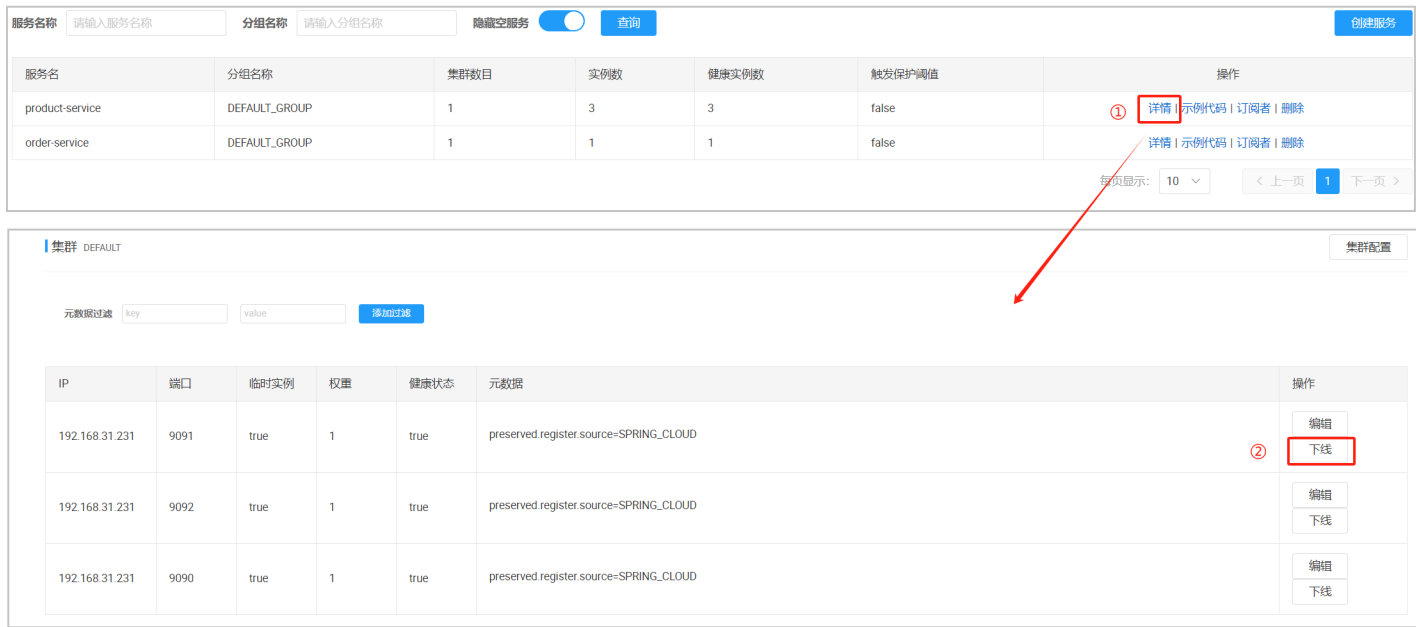 服务名称 请输入服务名称 分组名称 请输入分组名称 隐藏空服务 查询 创建服务
服务名 分组名称 集群数目 实例数 健康实例数 触发保护阈值 操作
product-service DEFAULT_GROUP 1 3 3 false ① 详情 | 示例代码 | 订阅者 | 删除
order-service DEFAULT_GROUP 1 1 1 false 详情 | 示例代码 | 订阅者 | 删除
每页显示: 10 < 上一页 1 下一页 >
集群 DEFAULT 集群配置
元数据过滤 key value 添加过滤
IP 端口 临时实例 权重 健康状态 元数据 操作
192.168.31.231 9091 true 1 true preserved.register.source=SPRING_CLOUD 编辑
② 下线
192.168.31.231 9092 true 1 true preserved.register.source=SPRING_CLOUD 编辑
下线
192.168.31.231 9090 true 1 true preserved.register.source=SPRING_CLOUD 编辑
下线